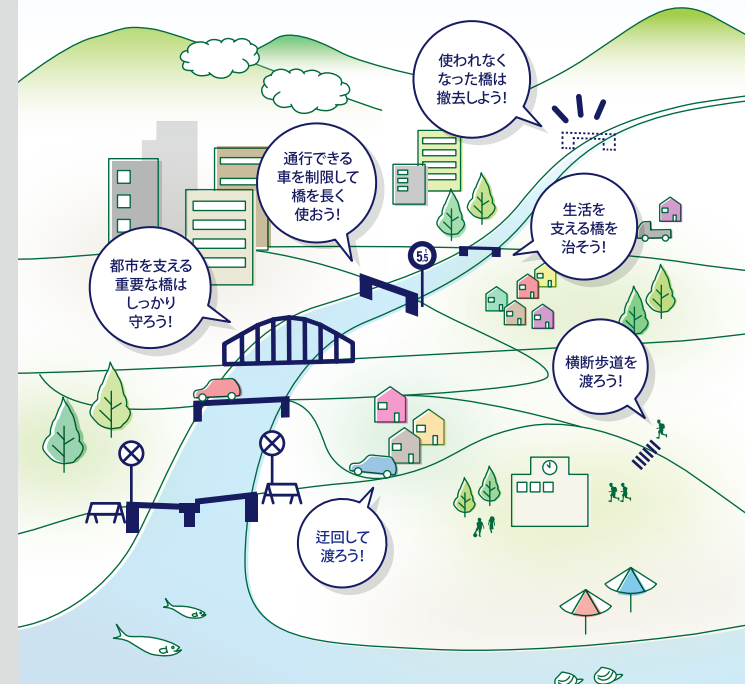 使われなく
なった橋は
撤去しよう!
通行できる
車を制限して
橋を長く
使おう!
生活を
支える橋を
治そう!
都市を支える
重要な橋は
しっかり
守ろう!
5.5t
横断歩道を
渡ろう!
迂回して
渡ろう!